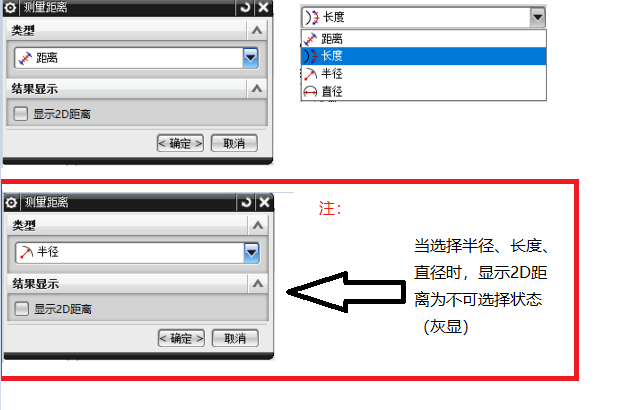 测里距离
类型
距离
结果显示
显示2D距离
< 确定 >
取消
长度
距离
长度
半径
直径
测里距离
类型
半径
结果显示
显示2D距离
< 确定 >
取消
注：
当选择半径、长度、
直径时，显示2D距
离为不可选择状态
（灰显）